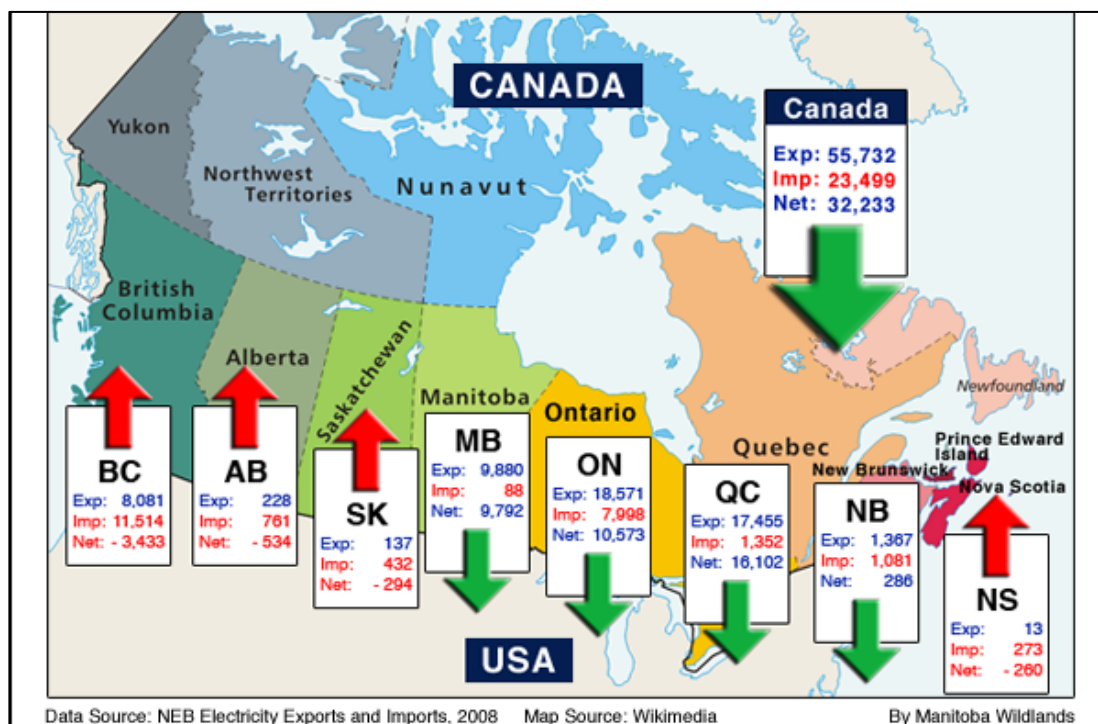 CANADA
Canada
Exp: 55,732
Imp: 23,499
Net: 32,233
Yukon
Northwest
Territories
Nunavut
British
Columbia
Alberta
Saskatchewan
Manitoba
Ontario
Quebec
Newfoundland
Prince Edward
Island
New Brunswick
Nova Scotia
BC
Exp: 8,081
Imp: 11,514
Net: - 3,433
AB
Exp: 228
Imp: 761
Net: - 534
SK
Exp: 137
Imp: 432
Net: - 294
MB
Exp: 9,880
Imp: 88
Net: 9,792
ON
Exp: 18,571
Imp: 7,998
Net: 10,573
QC
Exp: 17,455
Imp: 1,352
Net: 16,102
NB
Exp: 1,367
Imp: 1,081
Net: 286
NS
Exp: 13
Imp: 273
Net: - 260
USA
Data Source: NEB Electricity Exports and Imports, 2008 Map Source: Wikimedia By Manitoba Wildlands